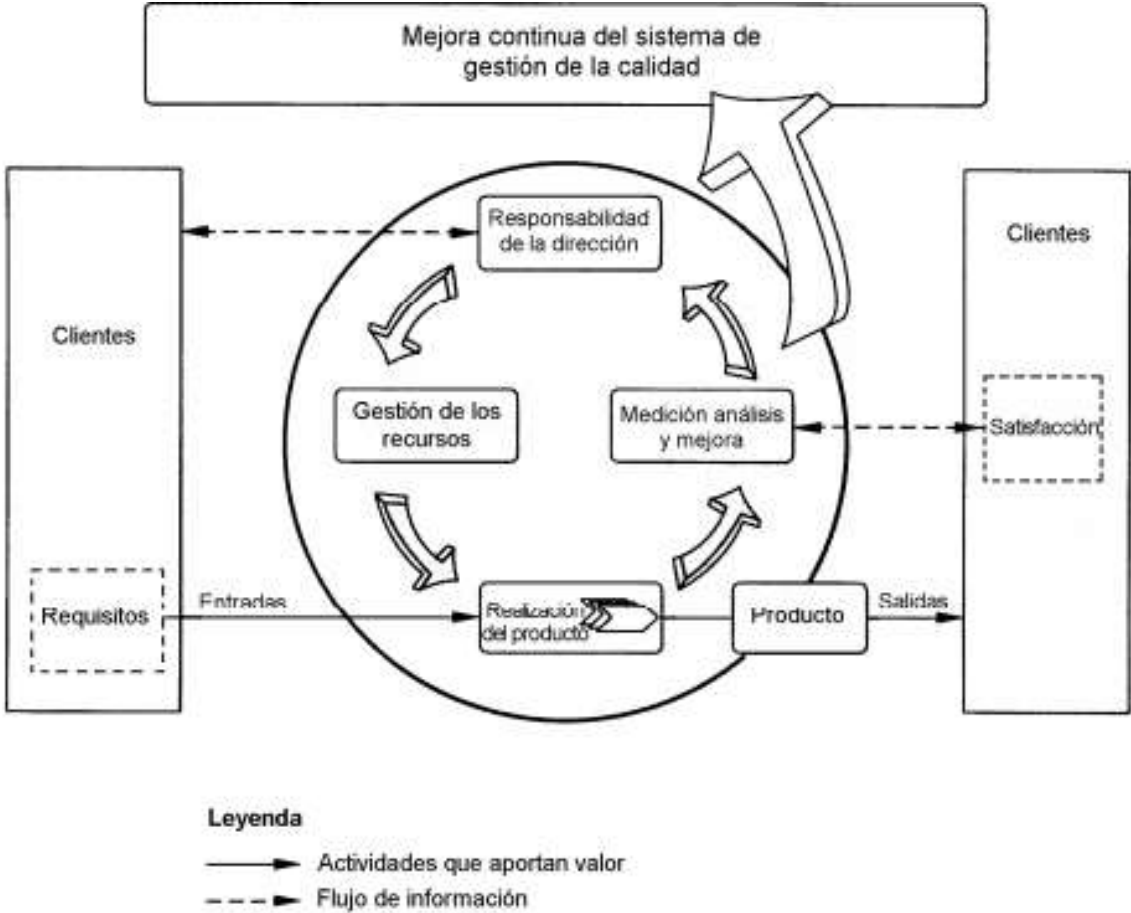 Mejora continua del sistema de
gestión de la calidad
Responsabilidad
de la dirección
Clientes
Clientes
Gestión de los
recursos
Medición análisis
y mejora
Satisfacción
Requisitos
Entradas
Realización
del producto
Producto
Salidas
Leyenda
Actividades que aportan valor
Flujo de información